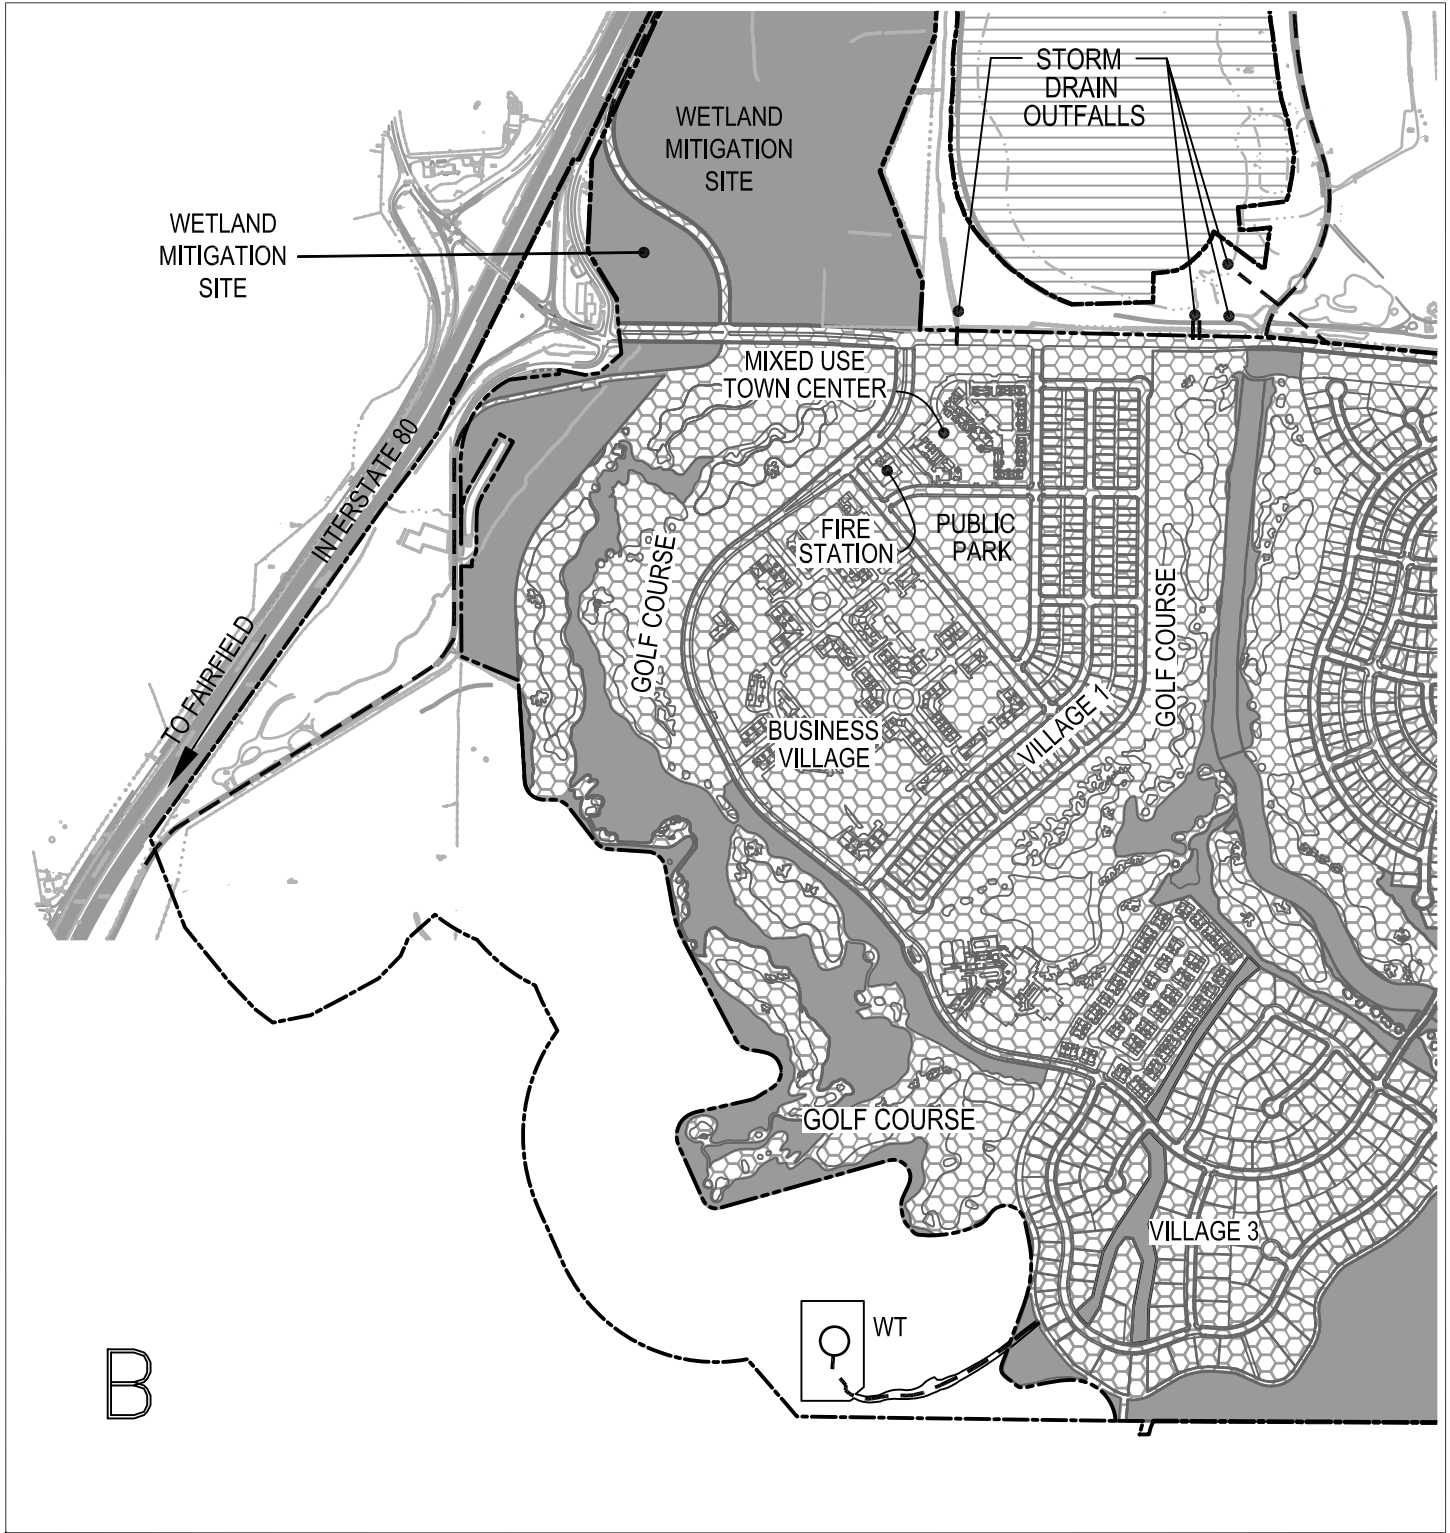 STORM
DRAIN
OUTFALLS
WETLAND
MITIGATION
SITE
WETLAND
MITIGATION
SITE
MIXED USE
TOWN CENTER
INTERSTATE 80
FIRE
STATION
PUBLIC
PARK
GOLF COURSE
GOLF COURSE
TO FAIRFIELD
BUSINESS
VILLAGE
VILLAGE 1
GOLF COURSE
VILLAGE 3
WT
B